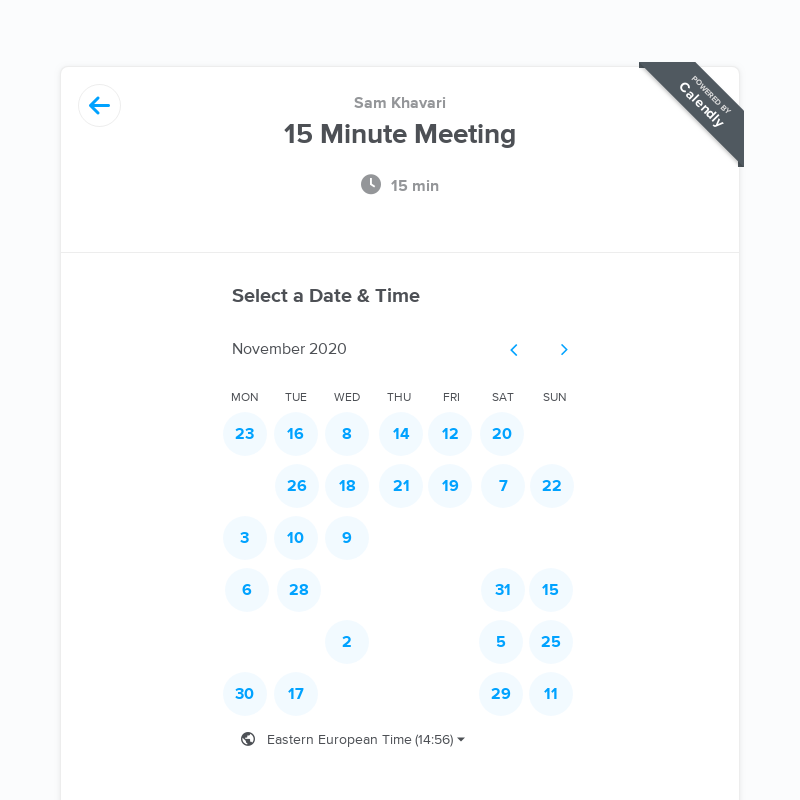 POWERED BY
Calendly
Sam Khavari
15 Minute Meeting
15 min
Select a Date & Time
November 2020
MON TUE WED THU FRI SAT SUN
23 16 8 14 12 20
26 18 21 19 7 22
3 10 9
6 28 31 15
2 5 25
30 17 29 11
Eastern European Time (14:56)